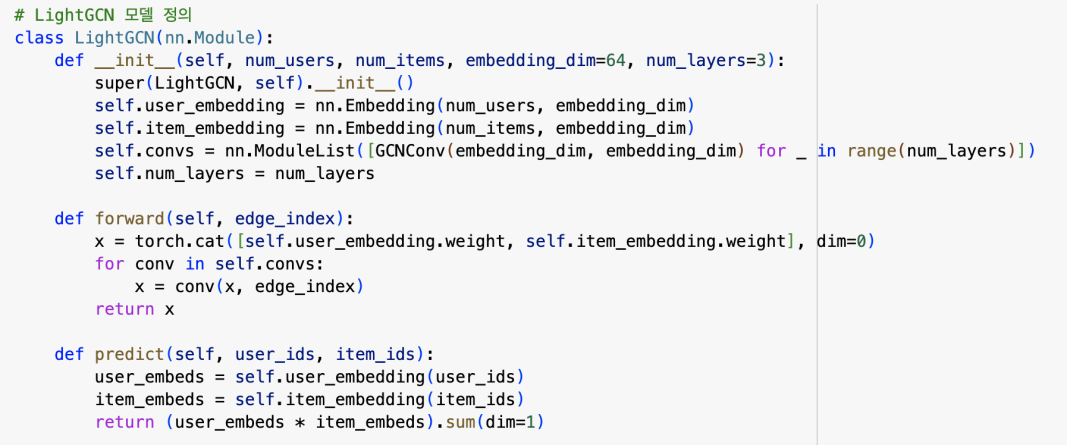 # LightGCN 모델 정의
class LightGCN(nn.Module):
    def __init__(self, num_users, num_items, embedding_dim=64, num_layers=3):
        super(LightGCN, self).__init__()
        self.user_embedding = nn.Embedding(num_users, embedding_dim)
        self.item_embedding = nn.Embedding(num_items, embedding_dim)
        self.convs = nn.ModuleList([GCNConv(embedding_dim, embedding_dim) for _ in range(num_layers)])
        self.num_layers = num_layers

    def forward(self, edge_index):
        x = torch.cat([self.user_embedding.weight, self.item_embedding.weight], dim=0)
        for conv in self.convs:
            x = conv(x, edge_index)
        return x

    def predict(self, user_ids, item_ids):
        user_embeds = self.user_embedding(user_ids)
        item_embeds = self.item_embedding(item_ids)
        return (user_embeds * item_embeds).sum(dim=1)